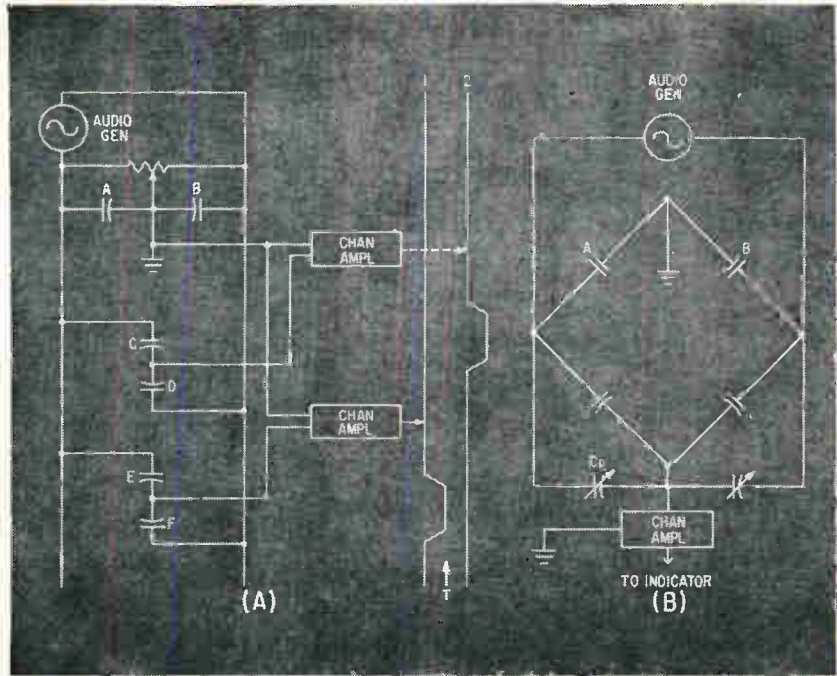 AUDIO
GEN
A
B
CHAN
AMPL
C
D
CHAN
AMPL
E
F
1
2
T
(A)
AUDIO
GEN
A
B
CHAN
AMPL
TO INDICATOR
(B)